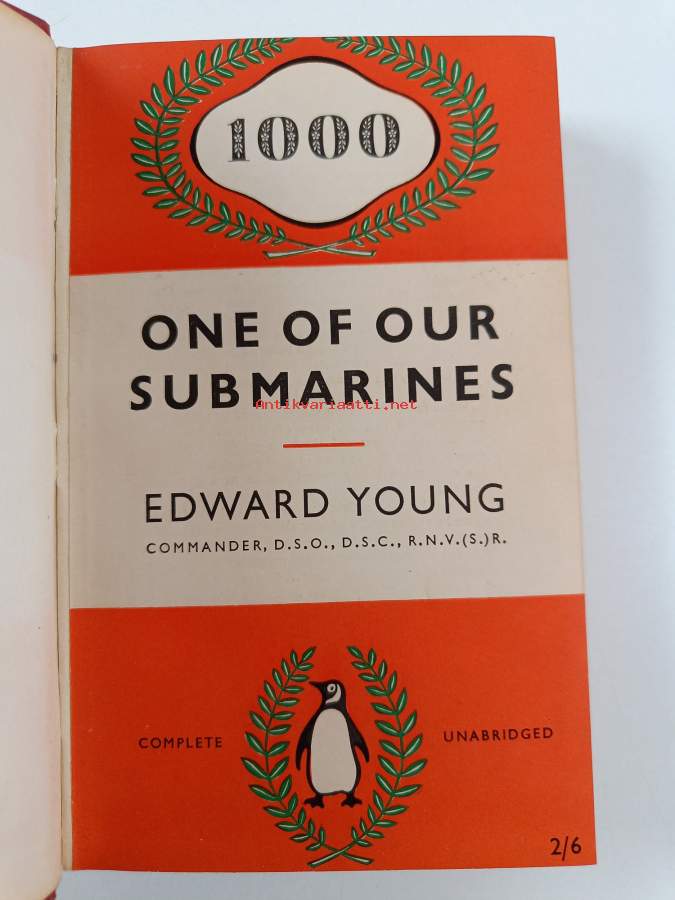 1000
ONE OF OUR
SUBMARINES
Antikvariaatti.net
EDWARD YOUNG
COMMANDER, D.S.O., D.S.C., R.N.V.(S.)R.
COMPLETE
UNABRIDGED
2/6